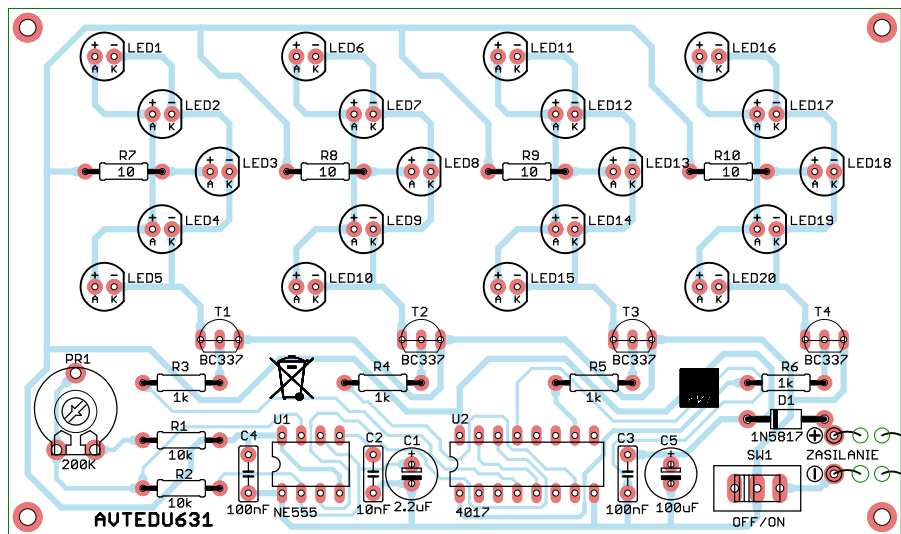 LED1 LED6 LED11 LED16
+ − + − + − + −
A K A K A K A K
LED2 LED7 LED12 LED17
+ − + − + − + −
A K A K A K A K
R7 LED3 R8 LED8 R9 LED13 R10 LED18
10 + − 10 + − 10 + − 10 + −
A K A K A K A K
LED4 LED9 LED14 LED19
+ − + − + − + −
A K A K A K A K
LED5 LED10 LED15 LED20
+ − + − + − + −
A K A K A K A K
T1 T2 T3 T4
BC337 BC337 BC337 BC337
PR1 R3 R4 R5 R6
1k 1k 1k 1k
D1
U1 U2
R1 C4 C2 C1 C3 C5 1N5817 +
200K 10k + + SW1 ZASILANIE
R2 −
10k 100nF NE555 10nF 2.2uF 4017 100nF 100uF
AVTEDU631 OFF/ON